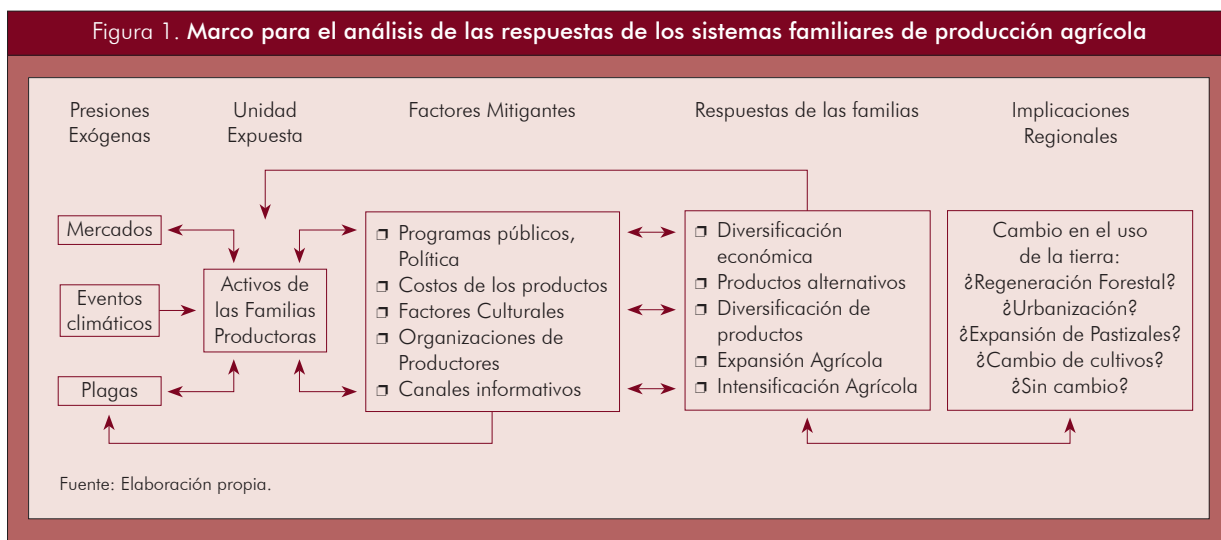 Figura 1. Marco para el análisis de las respuestas de los sistemas familiares de producción agrícola
Presiones
Exógenas
Unidad
Expuesta
Factores Mitigantes
Respuestas de las familias
Implicaciones
Regionales
Mercados
Eventos
climáticos
Plagas
Activos de
las Familias
Productoras
❒ Programas públicos,
Política
❒ Costos de los productos
❒ Factores Culturales
❒ Organizaciones de
Productores
❒ Canales informativos
❒ Diversificación
económica
❒ Productos alternativos
❒ Diversificación de
productos
❒ Expansión Agrícola
❒ Intensificación Agrícola
Cambio en el uso
de la tierra:
¿Regeneración Forestal?
¿Urbanización?
¿Expansión de Pastizales?
¿Cambio de cultivos?
¿Sin cambio?
Fuente: Elaboración propia.